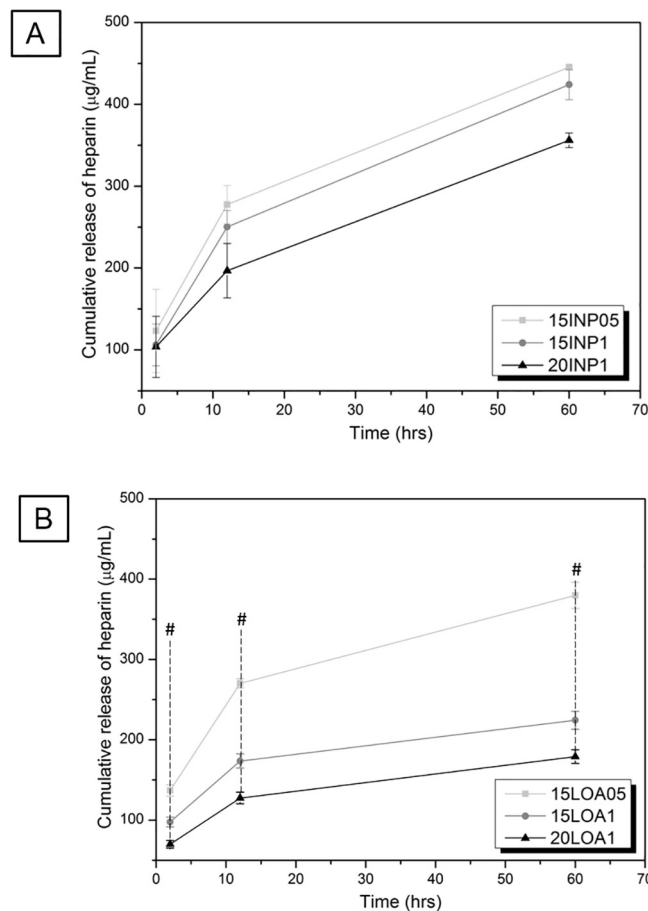 A
Cumulative release of heparin (μg/mL)
500
400
300
200
100
0 10 20 30 40 50 60 70
Time (hrs)
15INP05
15INP1
20INP1
B
Cumulative release of heparin (μg/mL)
500
400
300
200
100
0 10 20 30 40 50 60 70
Time (hrs)
#
#
#
15LOA05
15LOA1
20LOA1